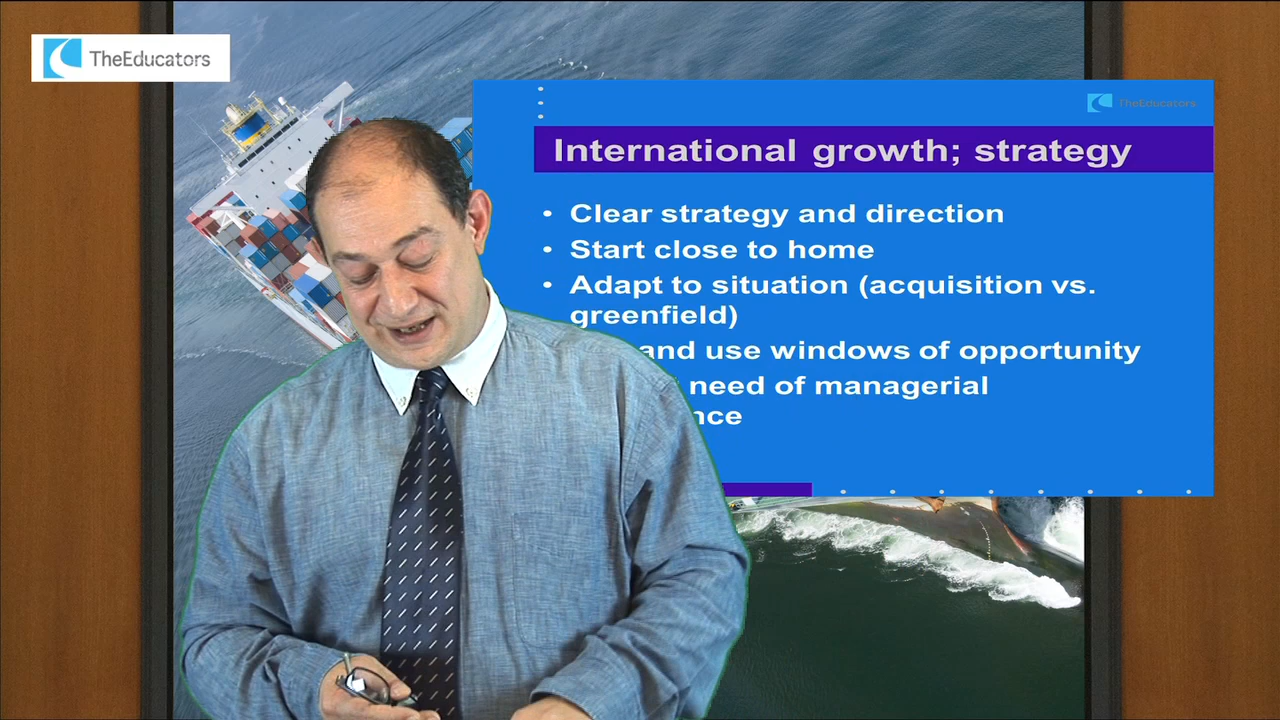 TheEducators
TheEducators
International growth; strategy
• Clear strategy and direction
• Start close to home
• Adapt to situation (acquisition vs.
greenfield)
and use windows of opportunity
need of managerial